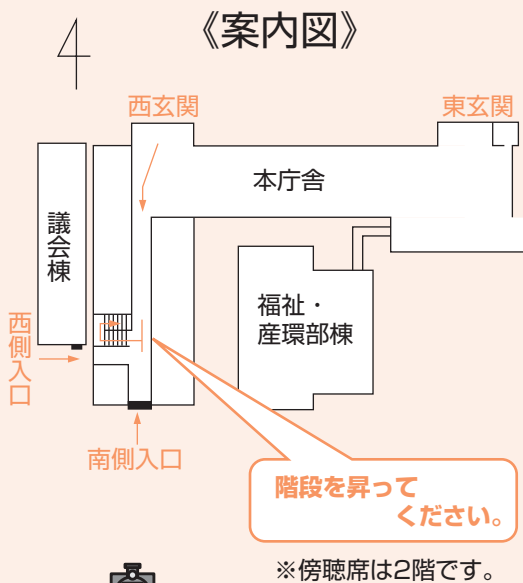 《案内図》
西玄関
東玄関
本庁舎
議会棟
福祉・
産環部棟
西側入口
南側入口
階段を昇って
ください。
※傍聴席は2階です。